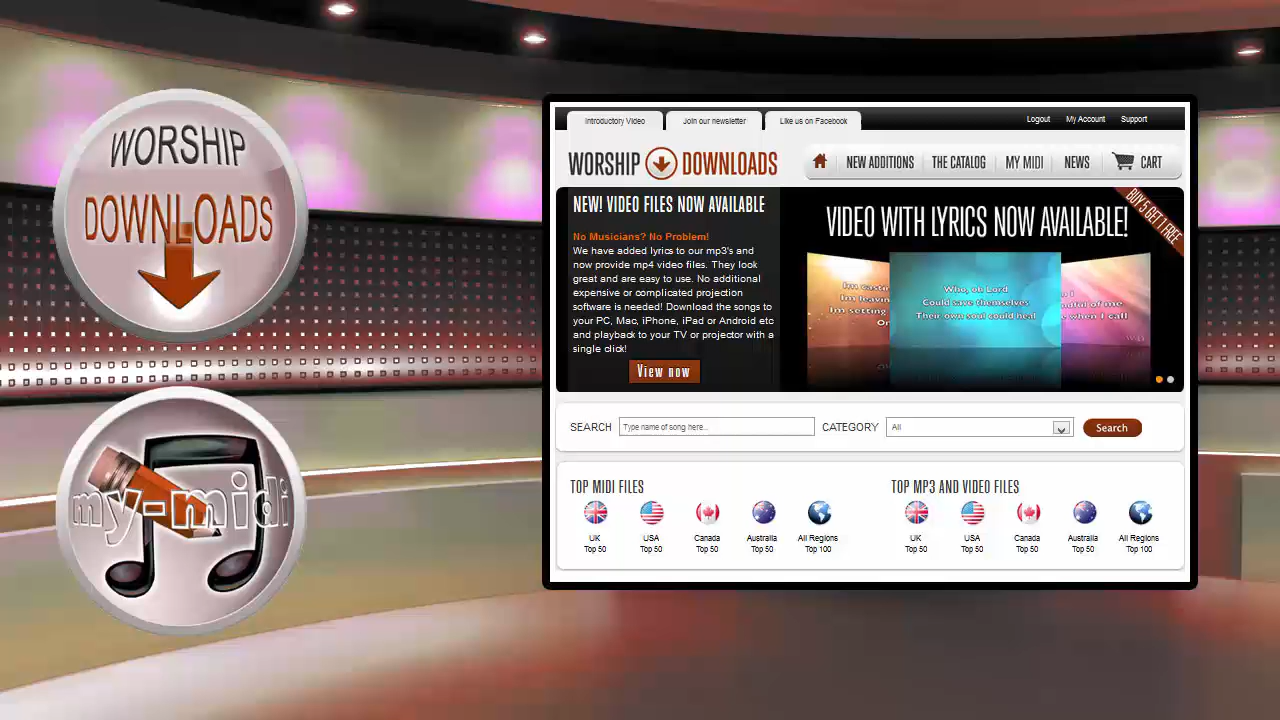 WORSHIP
DOWNLOADS
my-midi
Introductory Video
Join our newsletter
Like us on Facebook
Logout
My Account
Support
WORSHIP DOWNLOADS
NEW ADDITIONS
THE CATALOG
MY MIDI
NEWS
CART
NEW! VIDEO FILES NOW AVAILABLE
No Musicians? No Problem!
We have added lyrics to our mp3's and
now provide mp4 video files. They look
great and are easy to use. No additional
expensive or complicated projection
software is needed! Download the songs to
your PC, Mac, iPhone, iPad or Android etc
and playback to your TV or projector with a
single click!
View now
VIDEO WITH LYRICS NOW AVAILABLE!
BUY 5 GET 1 FREE
Im
Im
Im setting
Who, oh Lord
Could save themselves
Their own soul could heal
of me
when I call
SEARCH
Type name of song here..
CATEGORY
All
Search
TOP MIDI FILES
UK
Top 50
USA
Top 50
Canada
Top 50
Australia
Top 50
All Regions
Top 100
TOP MP3 AND VIDEO FILES
UK
Top 50
USA
Top 50
Canada
Top 50
Australia
Top 50
All Regions
Top 100